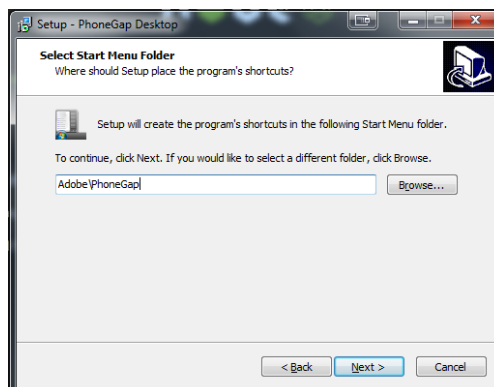 Setup - PhoneGap Desktop
Select Start Menu Folder
Where should Setup place the program's shortcuts?
Setup will create the program's shortcuts in the following Start Menu folder.
To continue, click Next. If you would like to select a different folder, click Browse.
Adobe\PhoneGap
Browse...
< Back
Next >
Cancel